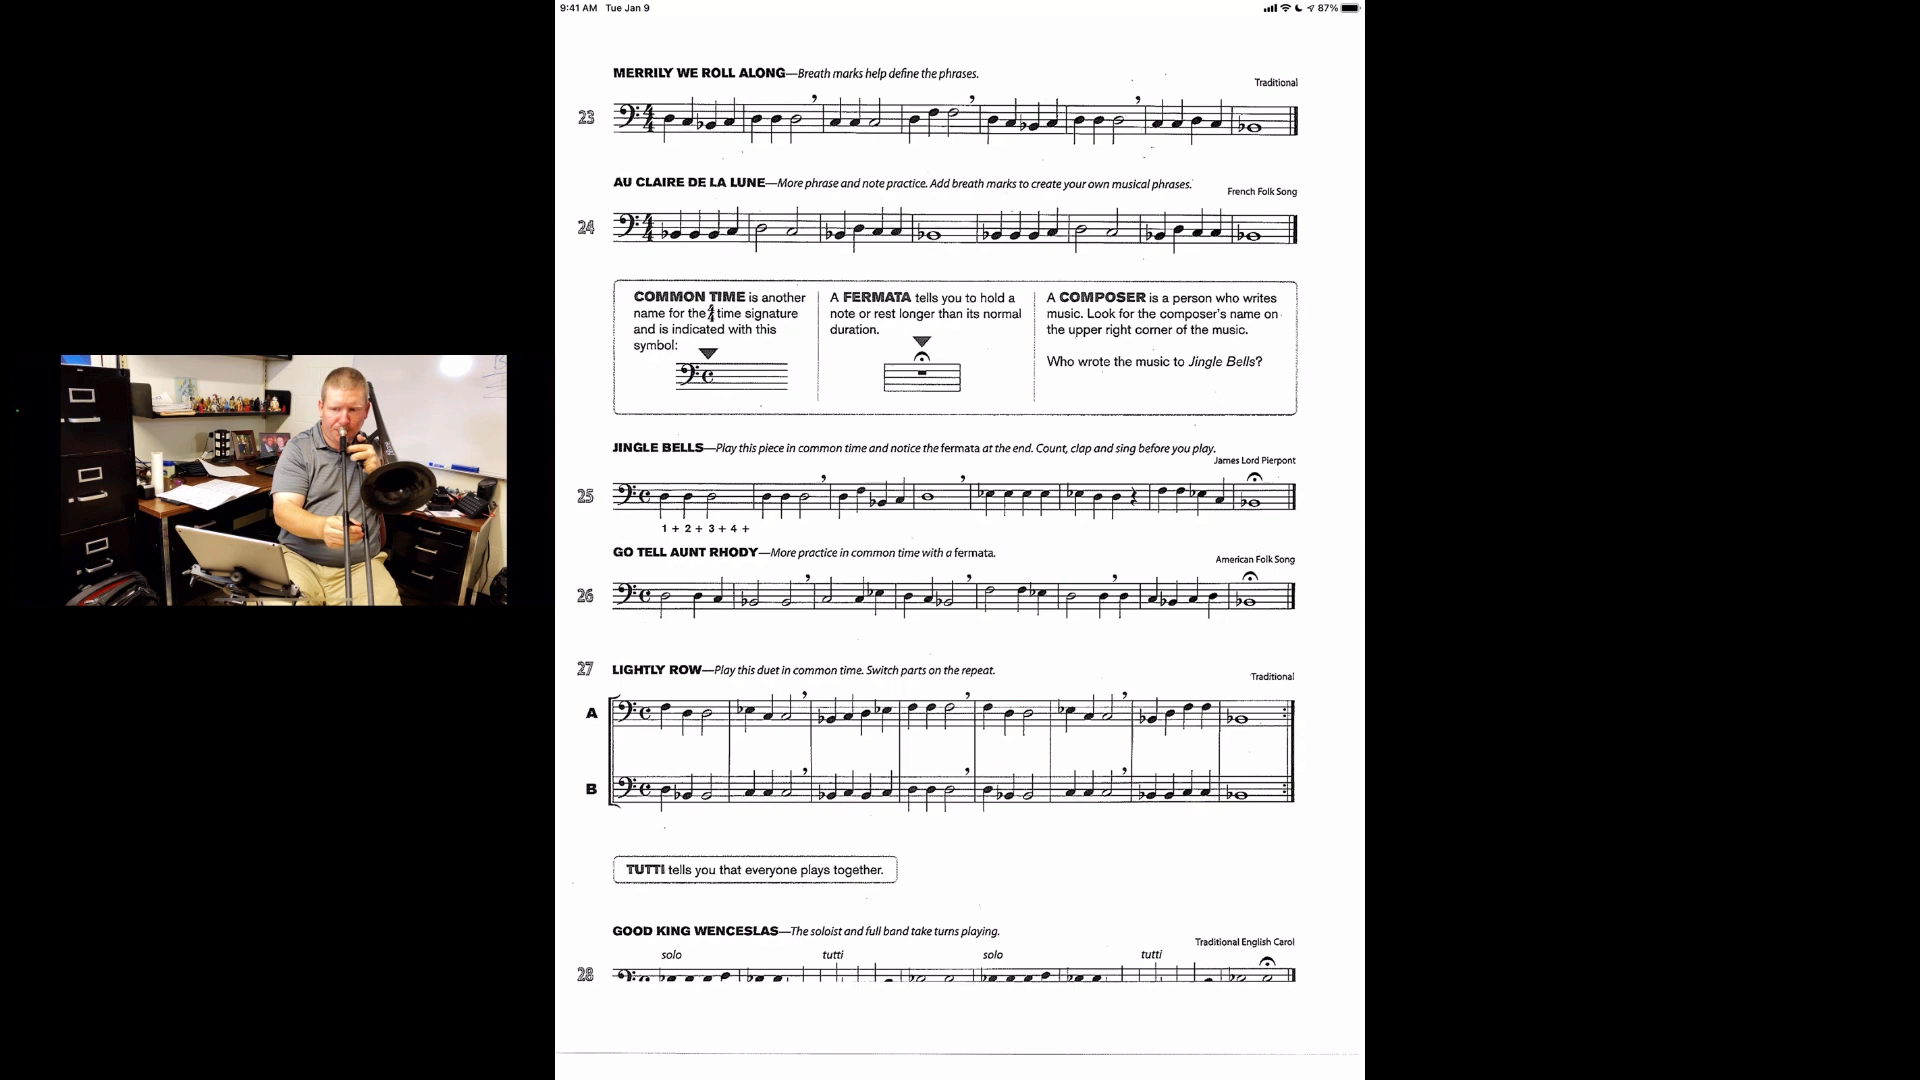 9:41 AM Tue Jan 9
87%
MERRILY WE ROLL ALONG—Breath marks help define the phrases.
Traditional
23
AU CLAIRE DE LA LUNE—More phrase and note practice. Add breath marks to create your own musical phrases.
French Folk Song
24
COMMON TIME is another
name for the 4/4 time signature
and is indicated with this
symbol:
A FERMATA tells you to hold a
note or rest longer than its normal
duration.
A COMPOSER is a person who writes
music. Look for the composer's name on
the upper right corner of the music.
Who wrote the music to Jingle Bells?
JINGLE BELLS—Play this piece in common time and notice the fermata at the end. Count, clap and sing before you play.
James Lord Pierpont
25
1 + 2 + 3 + 4 +
GO TELL AUNT RHODY—More practice in common time with a fermata.
American Folk Song
26
27 LIGHTLY ROW—Play this duet in common time. Switch parts on the repeat.
Traditional
A
B
TUTTI tells you that everyone plays together.
GOOD KING WENCESLAS—The soloist and full band take turns playing.
Traditional English Carol
solo tutti solo tutti
28